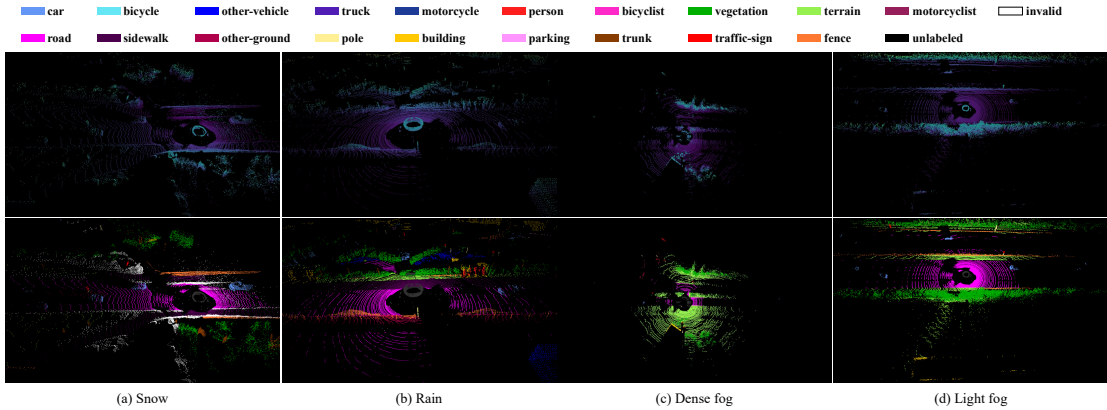 car bicycle other-vehicle truck motorcycle person bicyclist vegetation terrain motorcyclist invalid
road sidewalk other-ground pole building parking trunk traffic-sign fence unlabeled
(a) Snow (b) Rain (c) Dense fog (d) Light fog